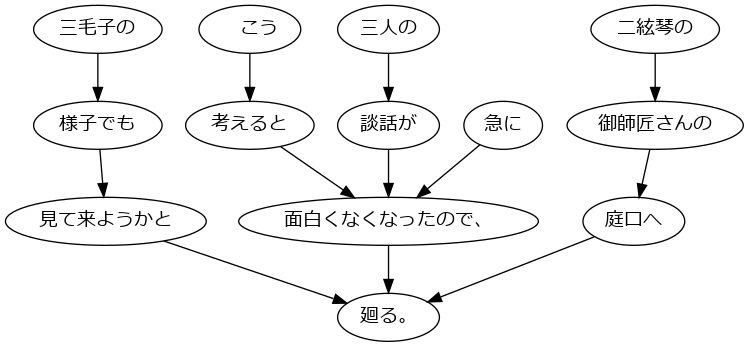 三毛子の
こう
三人の
二絃琴の
様子でも
考えると
談話が
急に
御師匠さんの
見て来ようかと
面白くなくなったので、
庭口へ
廻る。